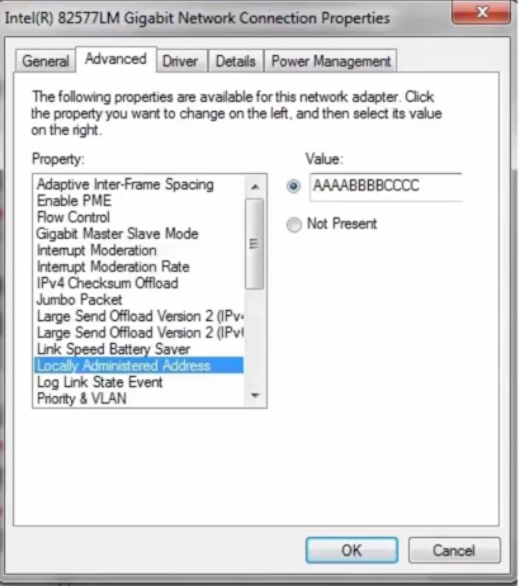 Intel(R) 82577LM Gigabit Network Connection Properties
General Advanced Driver Details Power Management
The following properties are available for this network adapter. Click
the property you want to change on the left, and then select its value
on the right.
Property:
Value:
Adaptive Inter-Frame Spacing
Enable PME
Flow Control
Gigabit Master Slave Mode
Interrupt Moderation
Interrupt Moderation Rate
IPv4 Checksum Offload
Jumbo Packet
Large Send Offload Version 2 (IPv4
Large Send Offload Version 2 (IPv6
Link Speed Battery Saver
Locally Administered Address
Log Link State Event
Priority & VLAN
AAAABBBBCCCC
Not Present
OK
Cancel